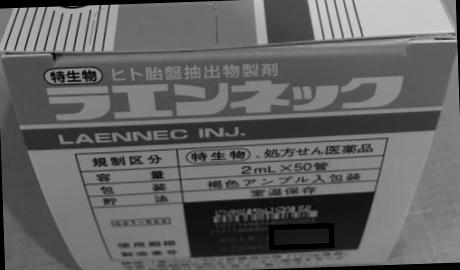 特生物 ヒト胎盤抽出物製剤
ラエンネック
LAENNEC INJ.
規制区分 特生物、処方せん医薬品
容量 2mL×50管
包装 褐色アンプル入包装
貯法 室温保存
使用期限
製造番号